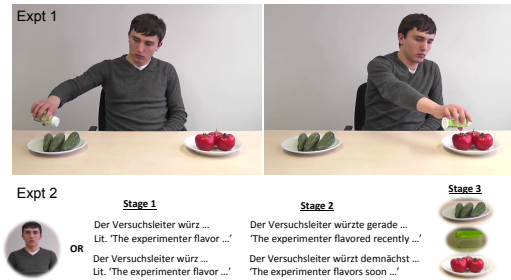 Expt 1
Expt 2
Stage 1
Stage 2
Stage 3
OR
Der Versuchsleiter würz ...
Lit. 'The experimenter flavor ...'
Der Versuchsleiter würzte gerade ...
'The experimenter flavored recently ...'
Der Versuchsleiter würz ...
Lit. 'The experimenter flavor ...'
Der Versuchsleiter würzt demnächst ...
'The experimenter flavors soon ...'